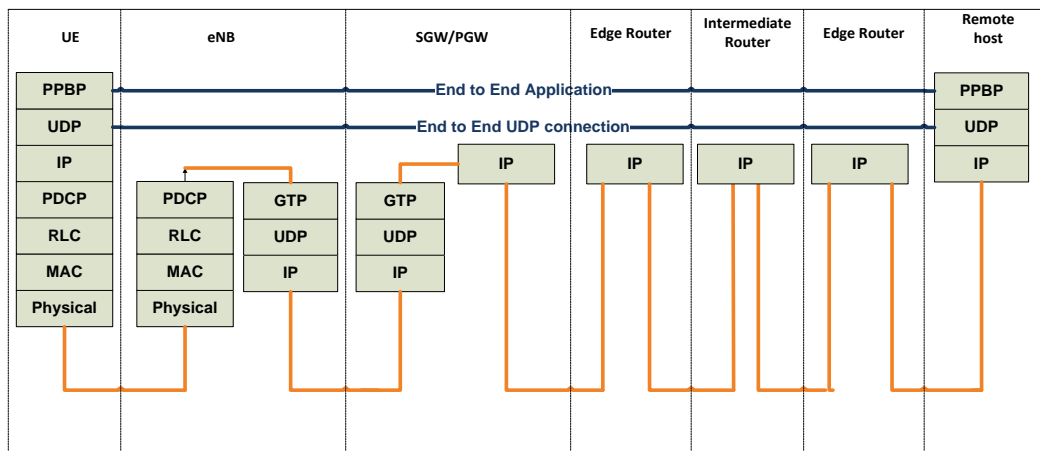 UE
eNB
SGW/PGW
Edge Router
Intermediate
Router
Edge Router
Remote
host
PPBP
End to End Application
PPBP
UDP
End to End UDP connection
UDP
IP
IP
IP
IP
IP
IP
PDCP
PDCP
GTP
GTP
RLC
RLC
UDP
UDP
MAC
MAC
IP
IP
Physical
Physical